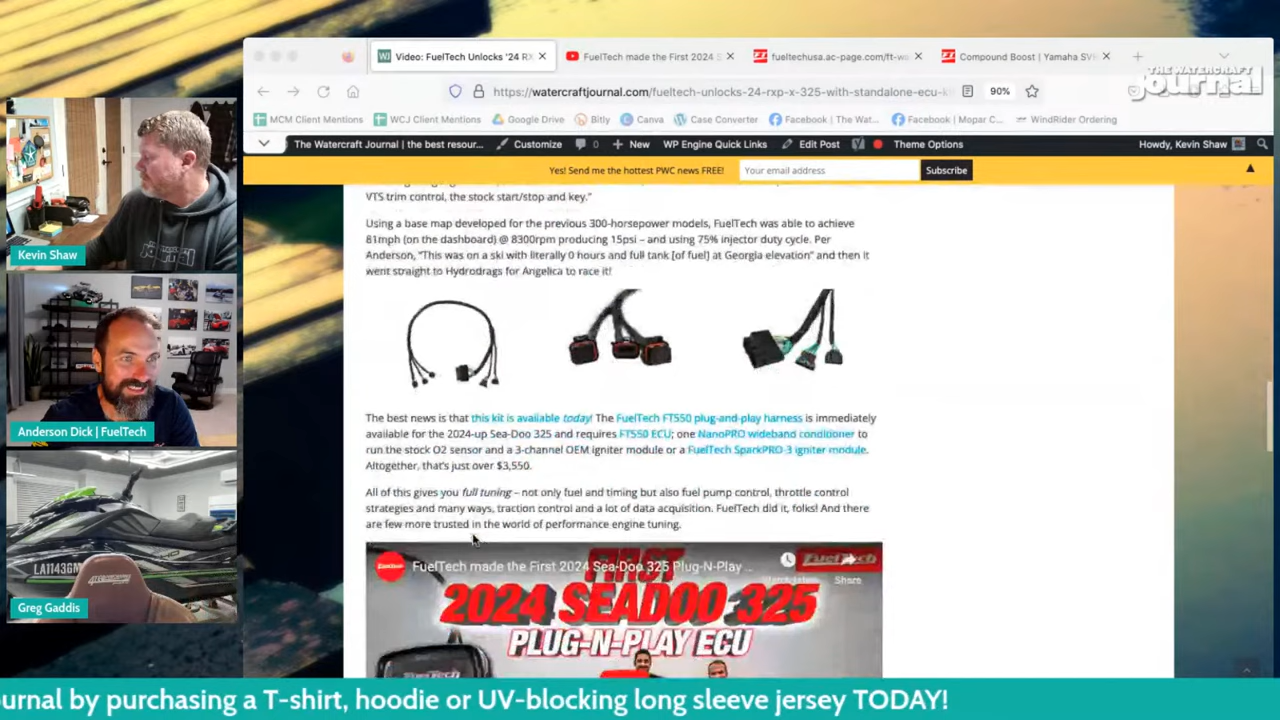 Video: FuelTech Unlocks '24 RX
FuelTech made the First 2024 S
fueltechusa.ac-page.com/ft-wo
Compound Boost | Yamaha SV
THE WATERCRAFT
journal
https://watercraftjournal.com/fueltech-unlocks-24-rxp-x-325-with-standalone-ecu-k
90%
MCM Client Mentions
WCJ Client Mentions
Google Drive
Bitly
Canva
Case Converter
Facebook | The Wat...
Facebook | Mopar C...
WindRider Ordering
The Watercraft Journal | the best resour...
Customize
0
New
WP Engine Quick Links
Edit Post
Theme Options
Howdy, Kevin Shaw
Yes! Send me the hottest PWC news FREE!
Your email address
Subscribe
VTS trim control, the stock start/stop and key."
Using a base map developed for the previous 300-horsepower models, FuelTech was able to achieve
81mph (on the dashboard) @ 8300rpm producing 15psi – and using 75% injector duty cycle. Per
Anderson, "This was on a ski with literally 0 hours and full tank [of fuel] at Georgia elevation" and then it
went straight to Hydrodrags for Angelica to race it!
The best news is that this kit is available today! The FuelTech FT550 plug-and-play harness is immediately
available for the 2024-up Sea-Doo 325 and requires FT550 ECU; one NanoPRO wideband conditioner to
run the stock O2 sensor and a 3-channel OEM igniter module or a FuelTech SparkPRO-3 igniter module.
Altogether, that's just over $3,550.
All of this gives you full tuning – not only fuel and timing but also fuel pump control, throttle control
strategies and many ways, traction control and a lot of data acquisition. FuelTech did it, folks! And there
are few more trusted in the world of performance engine tuning.
FuelTech made the First 2024 Sea-Doo 325 Plug-N-Play ...
Watch later
Share
FuelTech
FIRST
2024 SEADOO 325
PLUG-N-PLAY ECU
Kevin Shaw
Anderson Dick | FuelTech
LA1143GM
Greg Gaddis
ournal by purchasing a T-shirt, hoodie or UV-blocking long sleeve jersey TODAY!